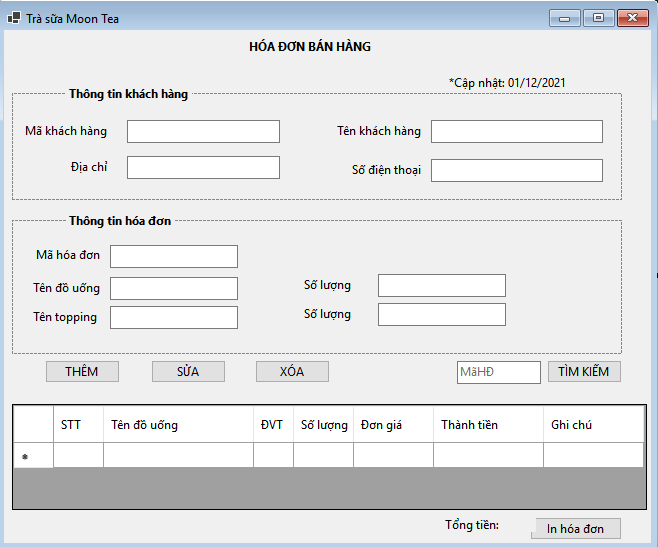 Trà sữa Moon Tea
HÓA ĐƠN BÁN HÀNG
*Cập nhật: 01/12/2021
Thông tin khách hàng
Mã khách hàng Tên khách hàng
Địa chỉ Số điện thoại
Thông tin hóa đơn
Mã hóa đơn
Tên đồ uống Số lượng
Tên topping Số lượng
THÊM SỬA XÓA MãHĐ TÌM KIẾM
STT Tên đồ uống ĐVT Số lượng Đơn giá Thành tiền Ghi chú
*
Tổng tiền: In hóa đơn